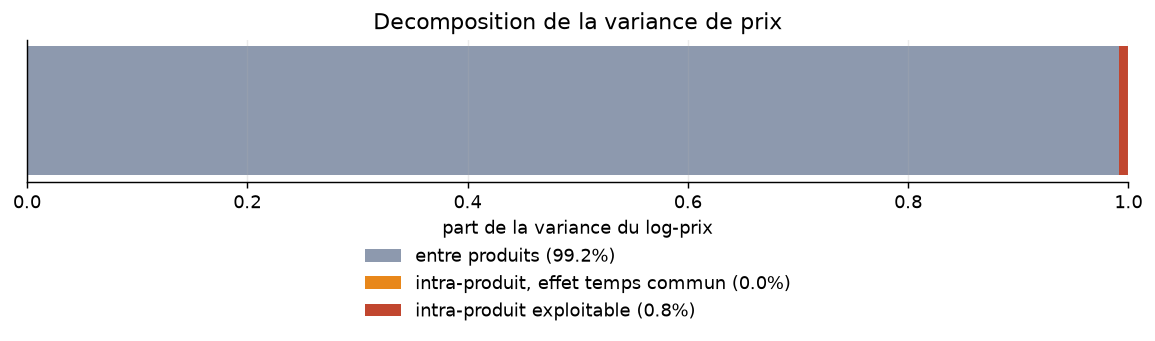 Decomposition de la variance de prix
0.0 0.2 0.4 0.6 0.8 1.0
part de la variance du log-prix
entre produits (99.2%)
intra-produit, effet temps commun (0.0%)
intra-produit exploitable (0.8%)